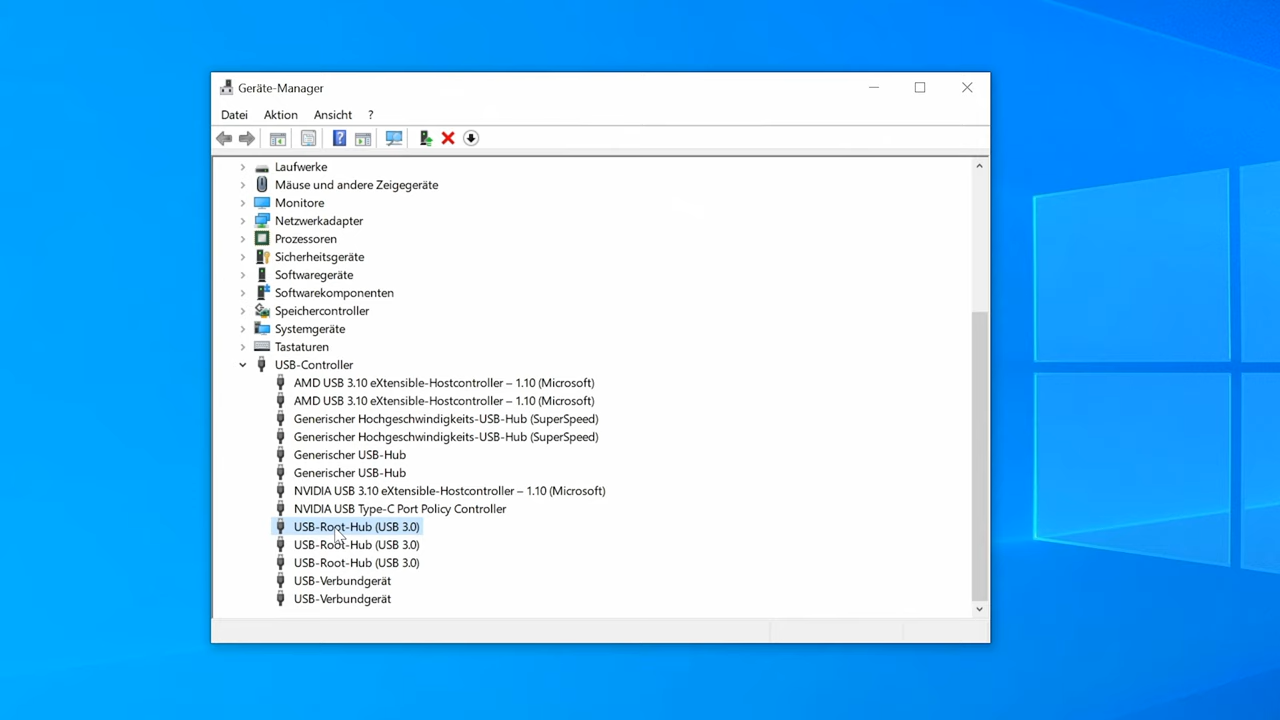 Geräte-Manager
Datei Aktion Ansicht ?
Laufwerke
Mäuse und andere Zeigegeräte
Monitore
Netzwerkadapter
Prozessoren
Sicherheitsgeräte
Softwaregeräte
Softwarekomponenten
Speichercontroller
Systemgeräte
Tastaturen
USB-Controller
AMD USB 3.10 eXtensible-Hostcontroller – 1.10 (Microsoft)
AMD USB 3.10 eXtensible-Hostcontroller – 1.10 (Microsoft)
Generischer Hochgeschwindigkeits-USB-Hub (SuperSpeed)
Generischer Hochgeschwindigkeits-USB-Hub (SuperSpeed)
Generischer USB-Hub
Generischer USB-Hub
NVIDIA USB 3.10 eXtensible-Hostcontroller – 1.10 (Microsoft)
NVIDIA USB Type-C Port Policy Controller
USB-Root-Hub (USB 3.0)
USB-Root-Hub (USB 3.0)
USB-Root-Hub (USB 3.0)
USB-Verbundgerät
USB-Verbundgerät